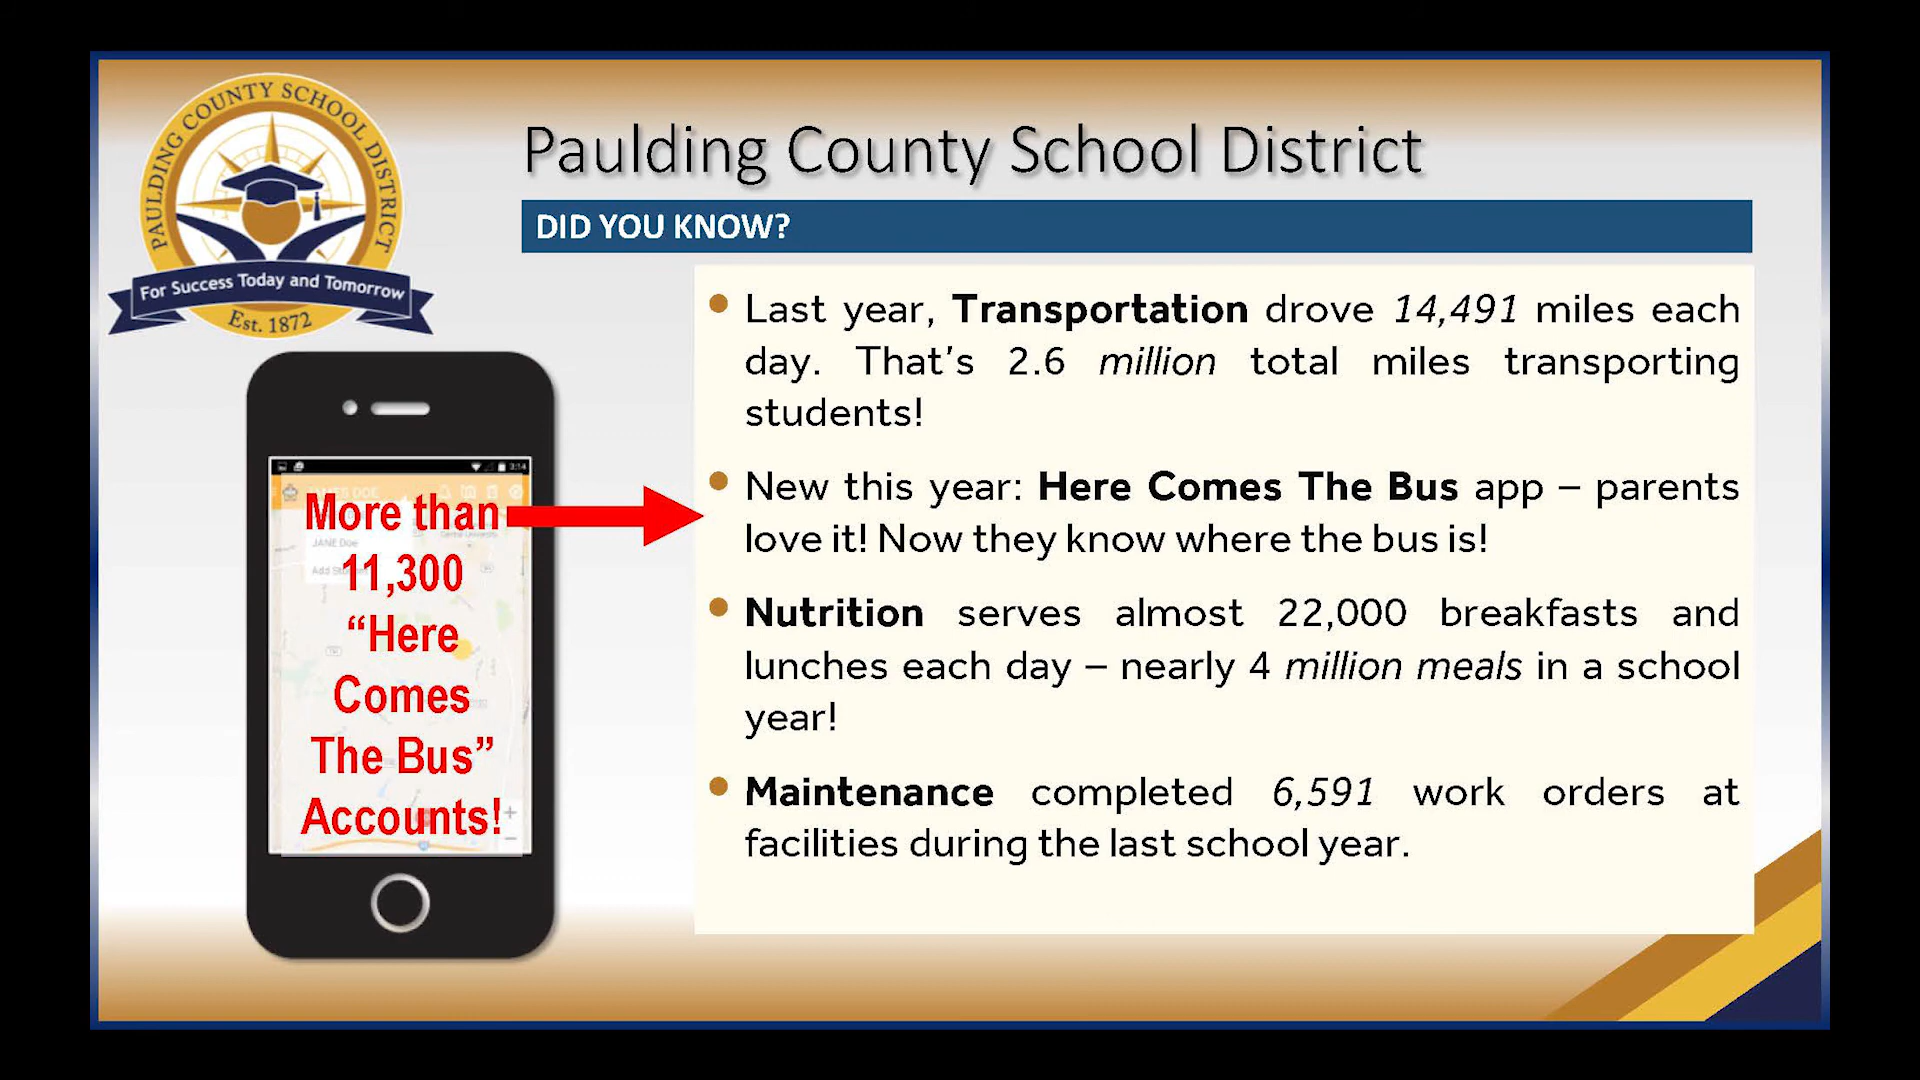 PAULDING COUNTY SCHOOL DISTRICT
For Success Today and Tomorrow
Est. 1872
Paulding County School District
DID YOU KNOW?
3:14
JANE Doe
More than
11,300
“Here
Comes
The Bus”
Accounts!
Last year, Transportation drove 14,491 miles each
day. That’s 2.6 million total miles transporting
students!
New this year: Here Comes The Bus app – parents
love it! Now they know where the bus is!
Nutrition serves almost 22,000 breakfasts and
lunches each day – nearly 4 million meals in a school
year!
Maintenance completed 6,591 work orders at
facilities during the last school year.